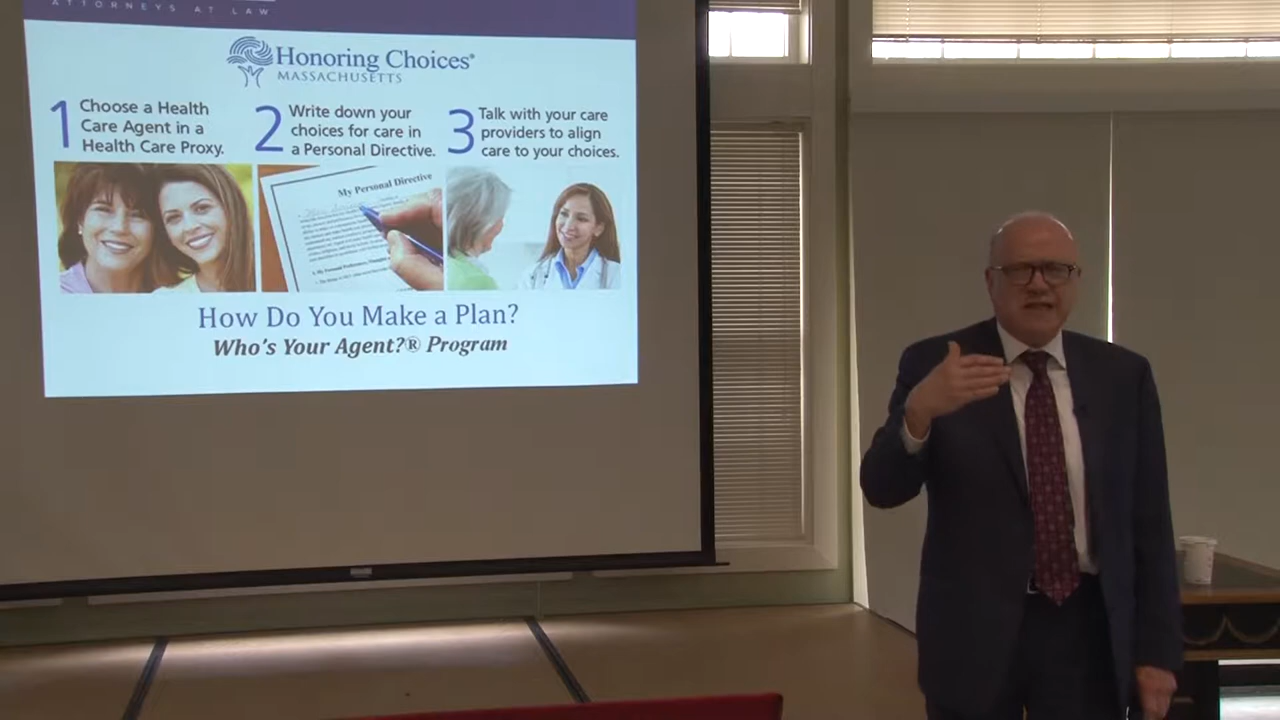 ATTORNEYS AT LAW
Honoring Choices®
MASSACHUSETTS
1 Choose a Health
Care Agent in a
Health Care Proxy.
2 Write down your
choices for care in
a Personal Directive.
3 Talk with your care
providers to align
care to your choices.
My Personal Directive
How Do You Make a Plan?
Who's Your Agent?® Program